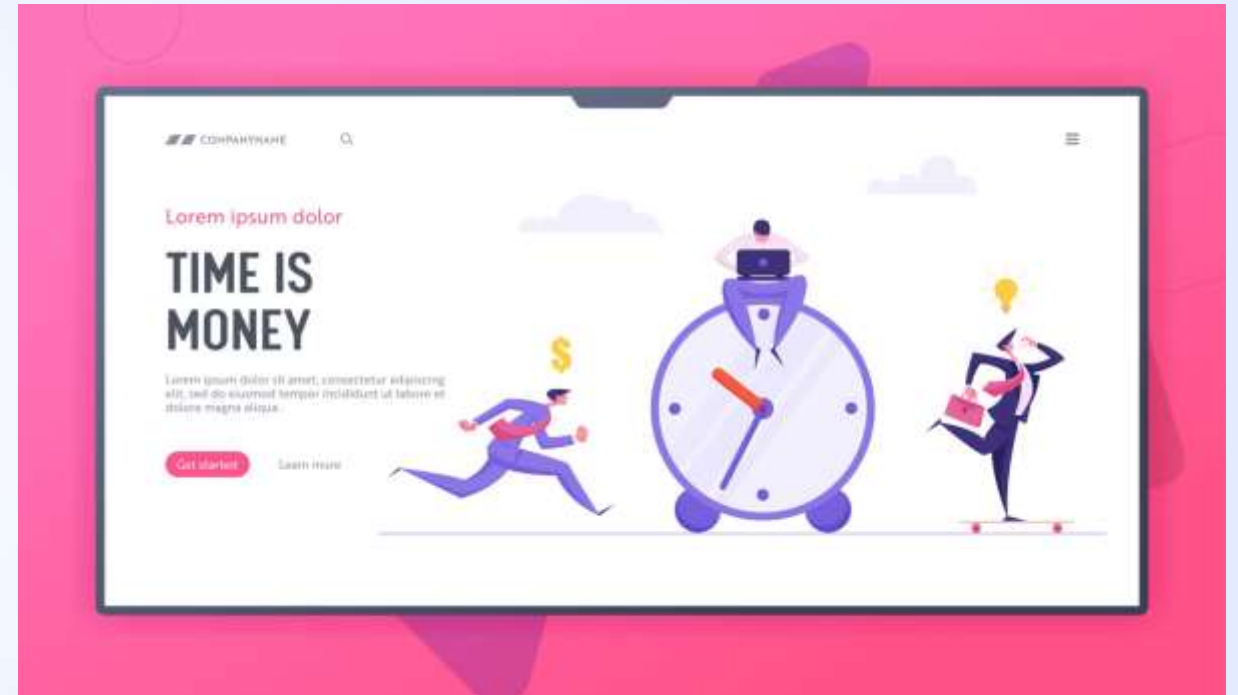 COMPANYNAME
Lorem ipsum dolor
TIME IS
MONEY
Lorem ipsum dolor sit amet, consectetur adipiscing
elit, sed do eiusmod tempor incididunt ut labore et
dolore magna aliqua.
Get started
Learn more
$